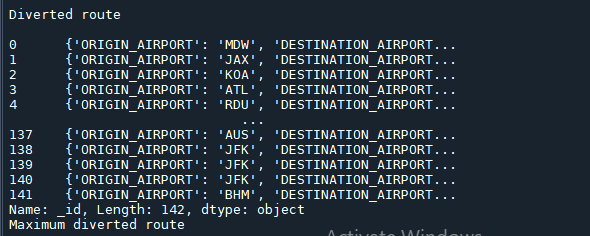 Diverted route
0      {'ORIGIN_AIRPORT': 'MDW', 'DESTINATION_AIRPORT...
1      {'ORIGIN_AIRPORT': 'JAX', 'DESTINATION_AIRPORT...
2      {'ORIGIN_AIRPORT': 'KOA', 'DESTINATION_AIRPORT...
3      {'ORIGIN_AIRPORT': 'ATL', 'DESTINATION_AIRPORT...
4      {'ORIGIN_AIRPORT': 'RDU', 'DESTINATION_AIRPORT...
...
137    {'ORIGIN_AIRPORT': 'AUS', 'DESTINATION_AIRPORT...
138    {'ORIGIN_AIRPORT': 'JFK', 'DESTINATION_AIRPORT...
139    {'ORIGIN_AIRPORT': 'JFK', 'DESTINATION_AIRPORT...
140    {'ORIGIN_AIRPORT': 'JFK', 'DESTINATION_AIRPORT...
141    {'ORIGIN_AIRPORT': 'BHM', 'DESTINATION_AIRPORT...
Name: _id, Length: 142, dtype: object
Maximum diverted route
Activate Windows